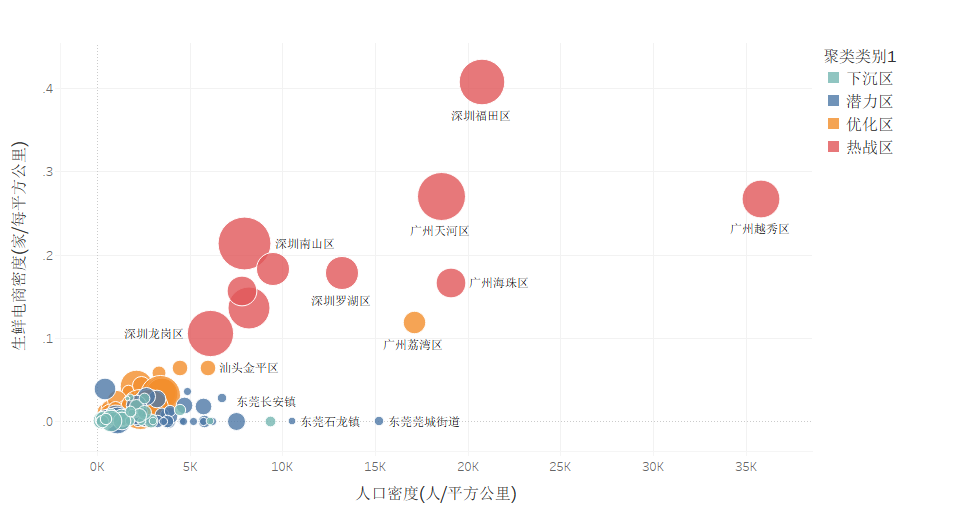 聚类类别1
下沉区
潜力区
优化区
热战区
生鲜电商密度(家/每平方公里)
.4
.3
.2
.1
.0
深圳福田区
广州天河区
广州越秀区
深圳南山区
广州海珠区
深圳罗湖区
深圳龙岗区
广州荔湾区
汕头金平区
东莞长安镇
东莞石龙镇
东莞莞城街道
0K 5K 10K 15K 20K 25K 30K 35K
人口密度(人/平方公里)